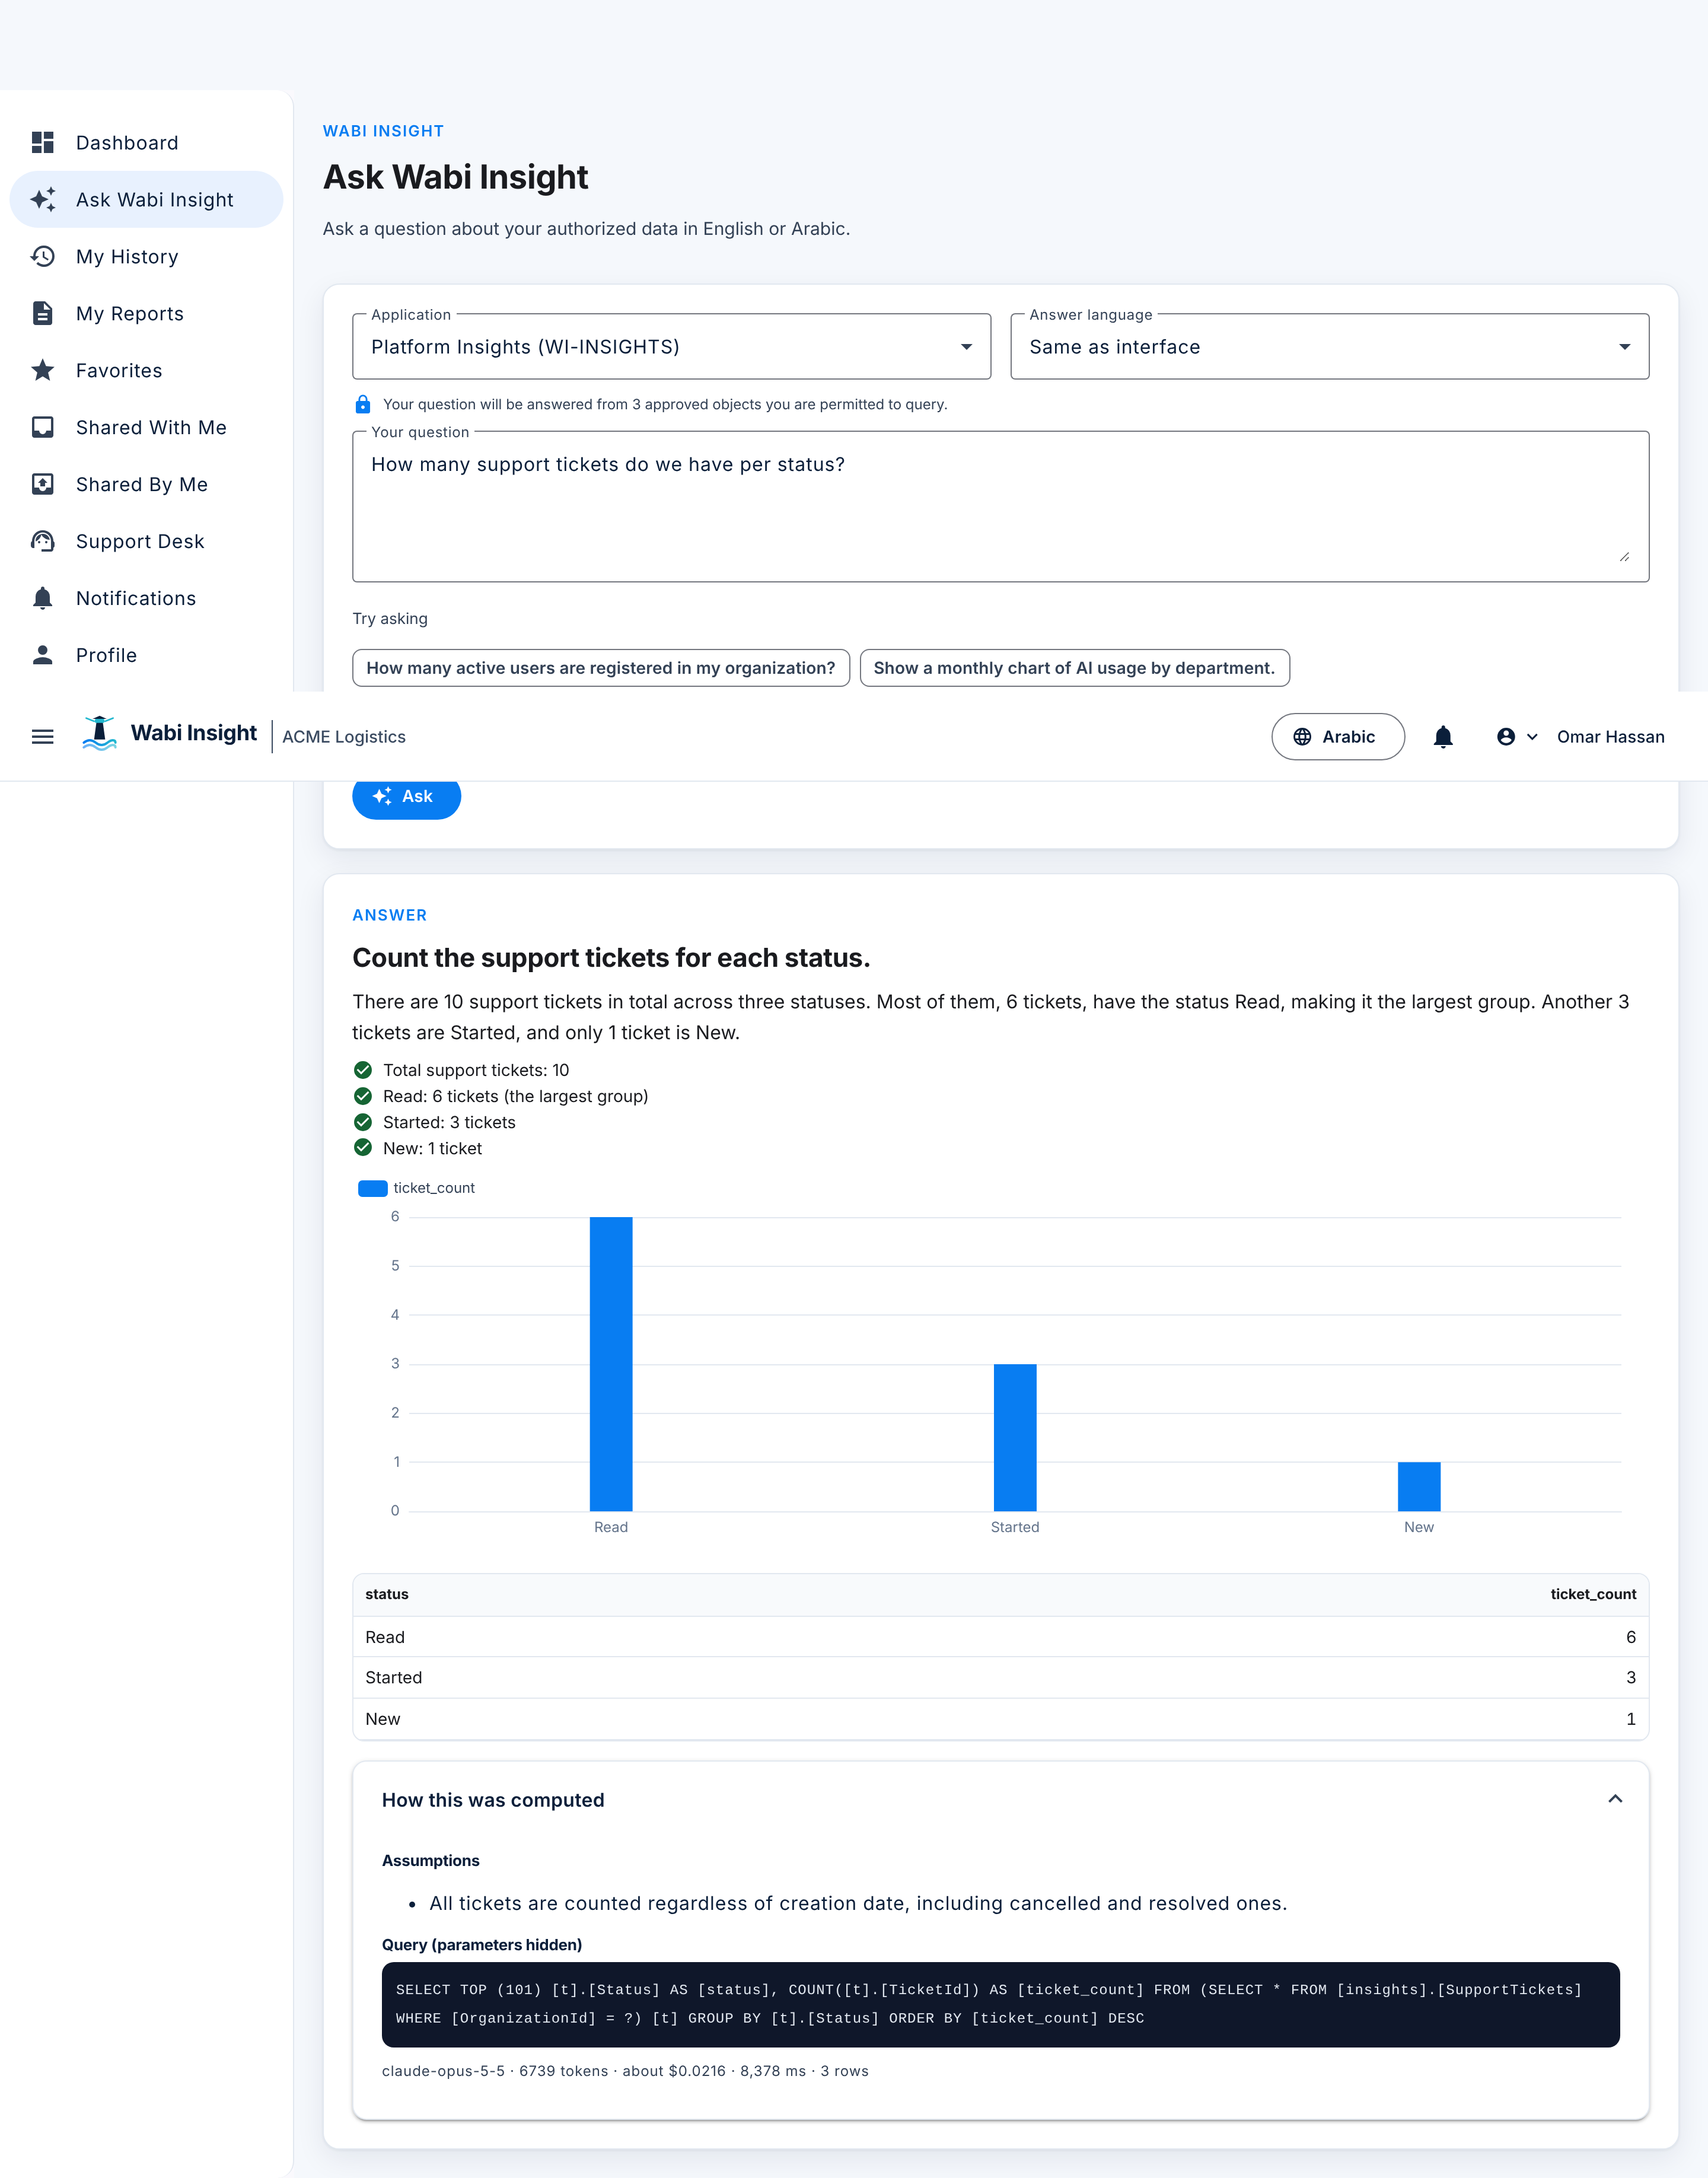 Dashboard
Ask Wabi Insight
My History
My Reports
Favorites
Shared With Me
Shared By Me
Support Desk
Notifications
Profile
WABI INSIGHT
Ask Wabi Insight
Ask a question about your authorized data in English or Arabic.
Application
Platform Insights (WI-INSIGHTS)
Answer language
Same as interface
Your question will be answered from 3 approved objects you are permitted to query.
Your question
How many support tickets do we have per status?
Try asking
How many active users are registered in my organization?
Show a monthly chart of AI usage by department.
Wabi Insight
ACME Logistics
Arabic
Omar Hassan
Ask
ANSWER
Count the support tickets for each status.
There are 10 support tickets in total across three statuses. Most of them, 6 tickets, have the status Read, making it the largest group. Another 3
tickets are Started, and only 1 ticket is New.
Total support tickets: 10
Read: 6 tickets (the largest group)
Started: 3 tickets
New: 1 ticket
ticket_count
6
5
4
3
2
1
0
Read Started New
status ticket_count
Read 6
Started 3
New 1
How this was computed
Assumptions
• All tickets are counted regardless of creation date, including cancelled and resolved ones.
Query (parameters hidden)
SELECT TOP (101) [t].[Status] AS [status], COUNT([t].[TicketId]) AS [ticket_count] FROM (SELECT * FROM [insights].[SupportTickets]
WHERE [OrganizationId] = ?) [t] GROUP BY [t].[Status] ORDER BY [ticket_count] DESC
claude-opus-5-5 · 6739 tokens · about $0.0216 · 8,378 ms · 3 rows